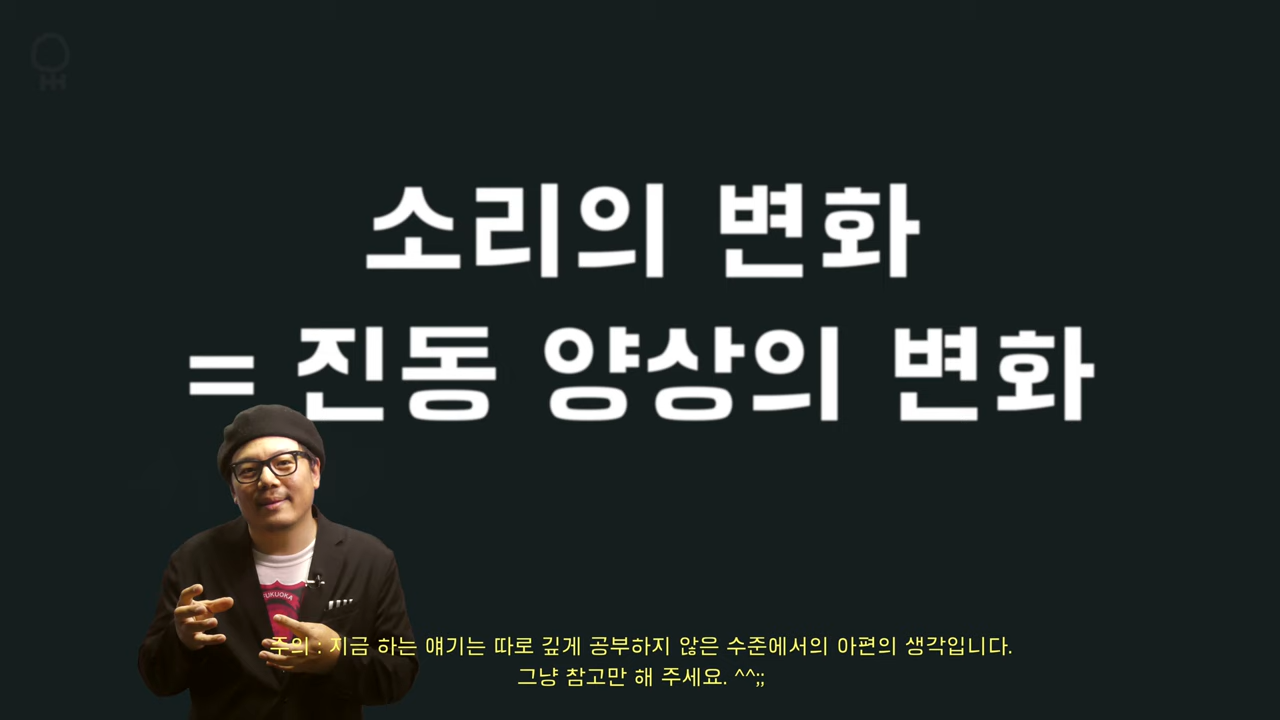 소리의 변화
= 진동 양상의 변화
FUKUOKA
주의 : 지금 하는 얘기는 따로 깊게 공부하지 않은 수준에서의 아편의 생각입니다.
그냥 참고만 해 주세요. ^^;;